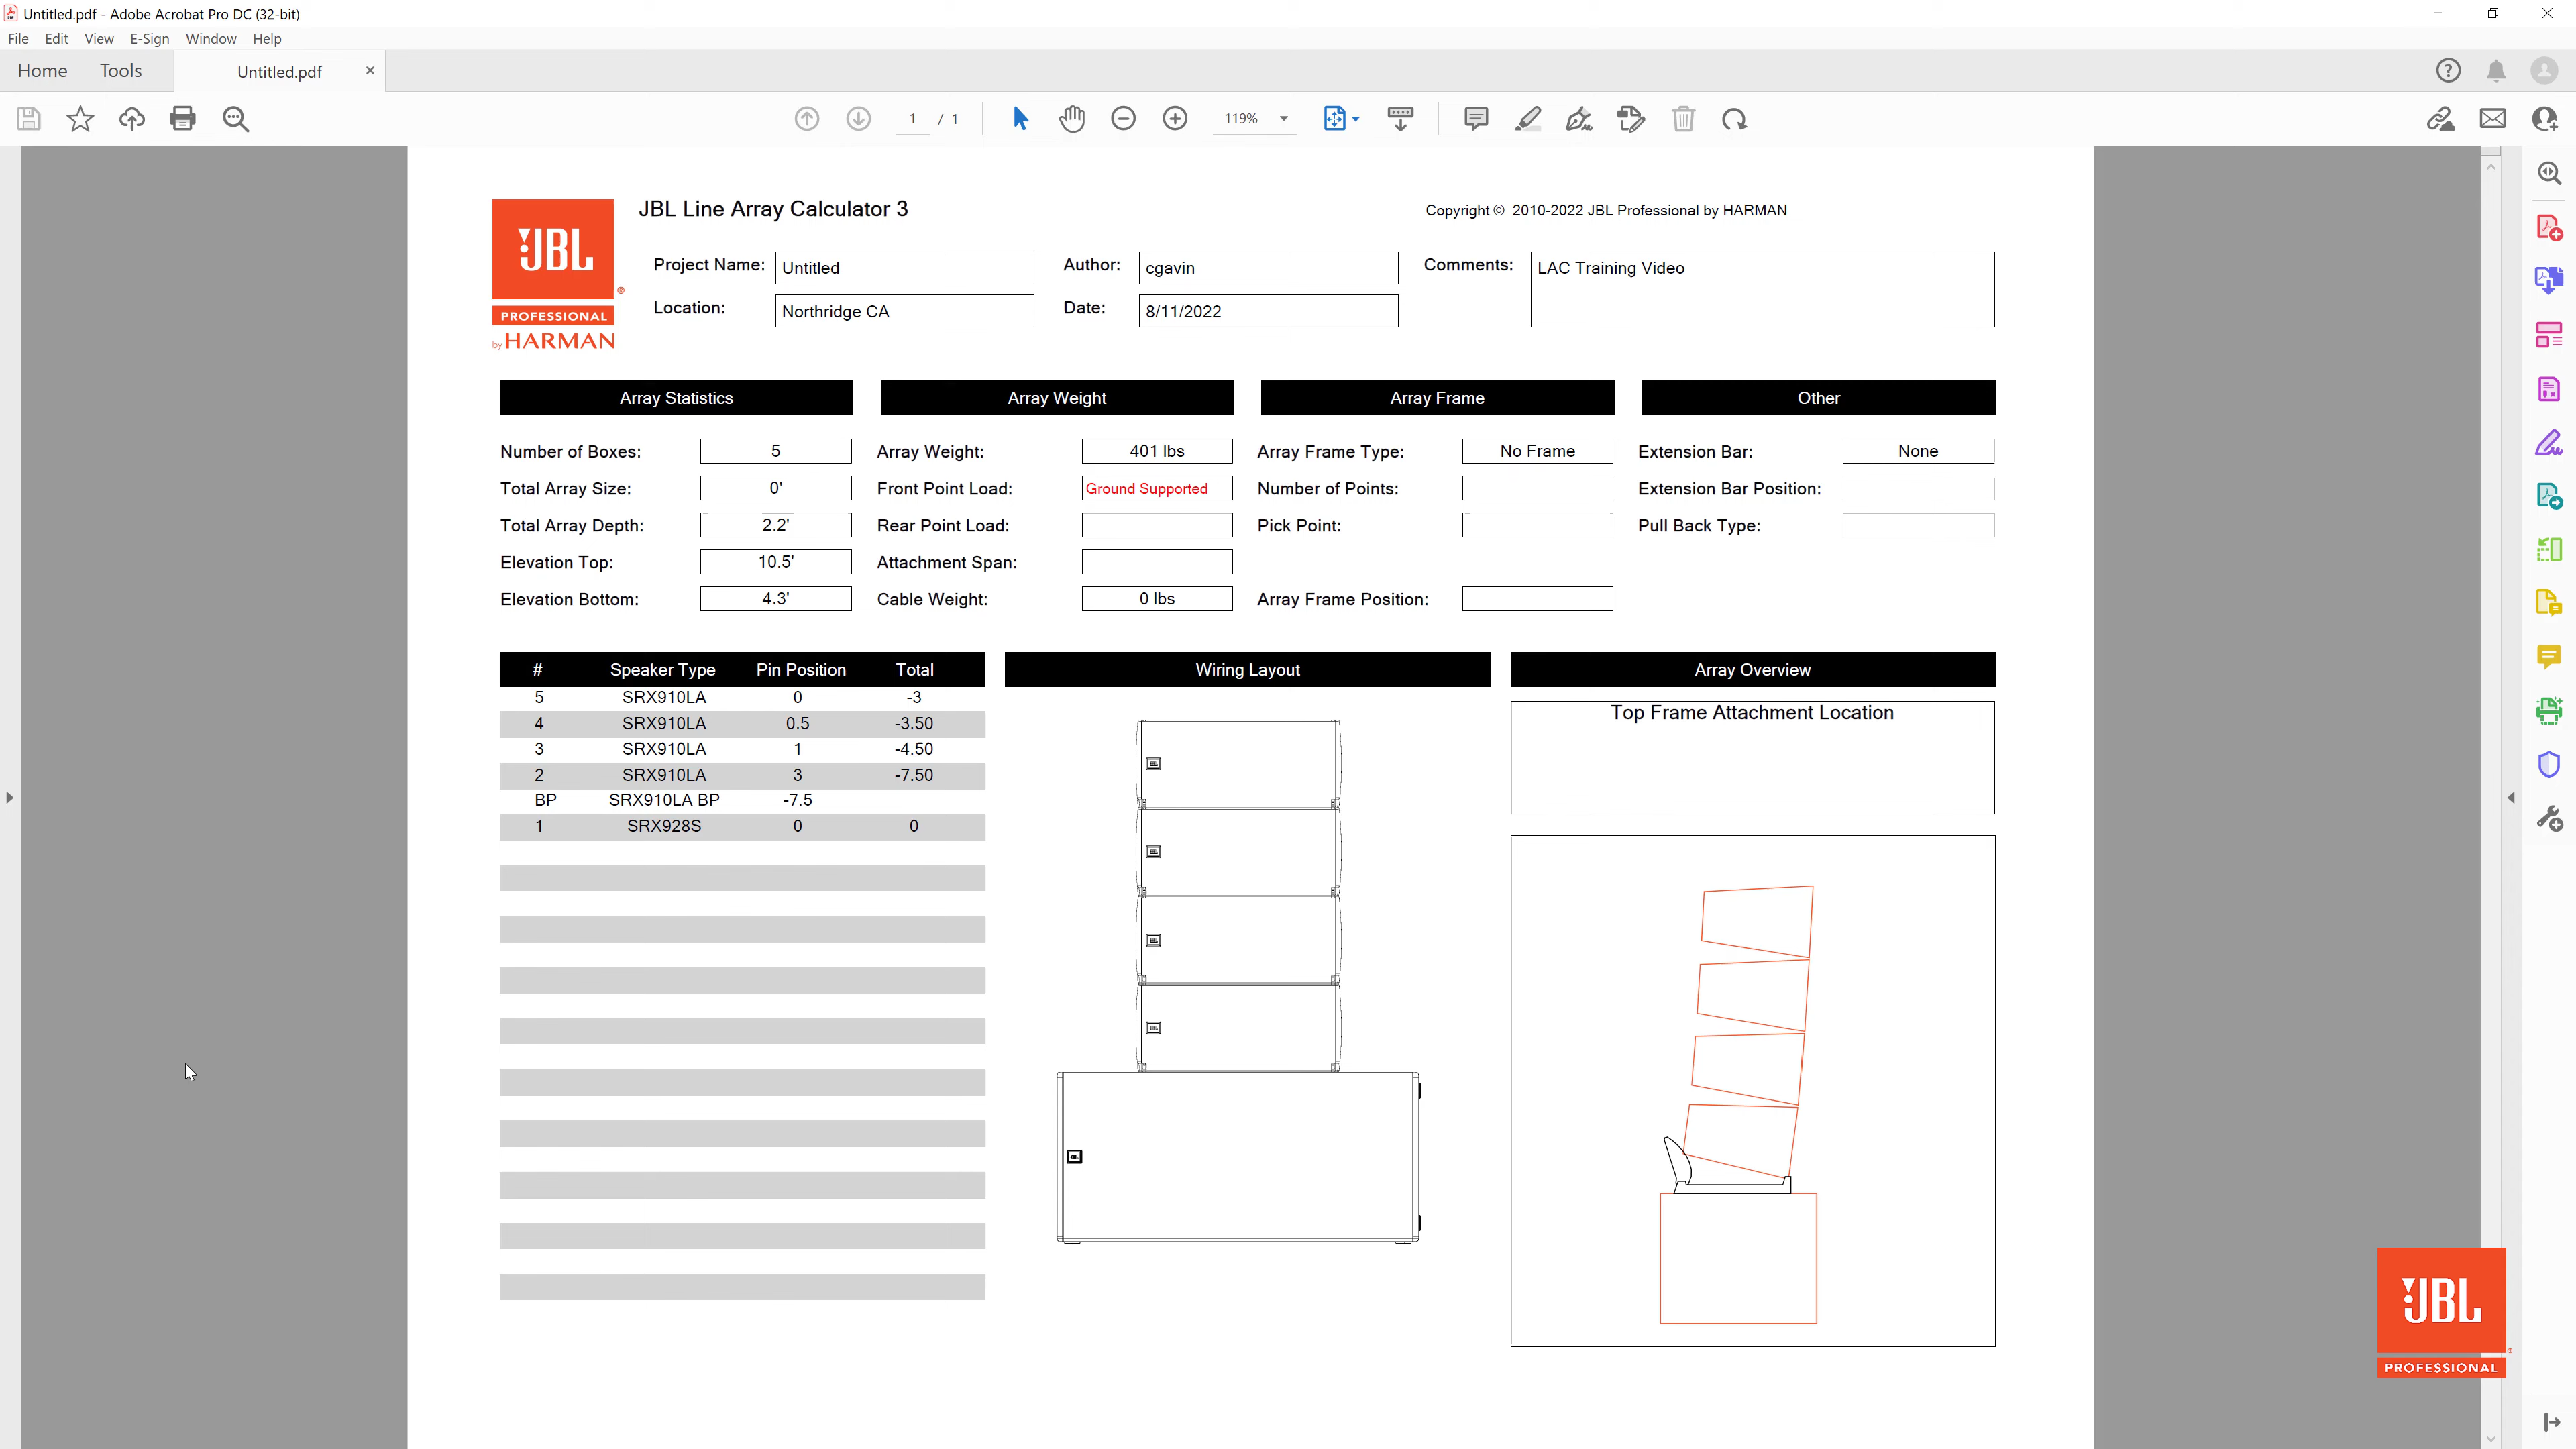 Untitled.pdf - Adobe Acrobat Pro DC (32-bit)
File Edit View E-Sign Window Help
Home Tools Untitled.pdf
1 / 1 119%
JBL Line Array Calculator 3
Copyright © 2010-2022 JBL Professional by HARMAN
JBL
PROFESSIONAL
by HARMAN
Project Name: Untitled Author: cgavin Comments: LAC Training Video
Location: Northridge CA Date: 8/11/2022
Array Statistics Array Weight Array Frame Other
Number of Boxes: 5 Array Weight: 401 lbs Array Frame Type: No Frame Extension Bar: None
Total Array Size: 0' Front Point Load: Ground Supported Number of Points: Extension Bar Position:
Total Array Depth: 2.2' Rear Point Load: Pick Point: Pull Back Type:
Elevation Top: 10.5' Attachment Span:
Elevation Bottom: 4.3' Cable Weight: 0 lbs Array Frame Position:
# Speaker Type Pin Position Total Wiring Layout Array Overview
5 SRX910LA 0 -3
4 SRX910LA 0.5 -3.50
3 SRX910LA 1 -4.50
2 SRX910LA 3 -7.50
BP SRX910LA BP -7.5
1 SRX928S 0 0
Top Frame Attachment Location
JBL
JBL
JBL
JBL
JBL
JBL
PROFESSIONAL